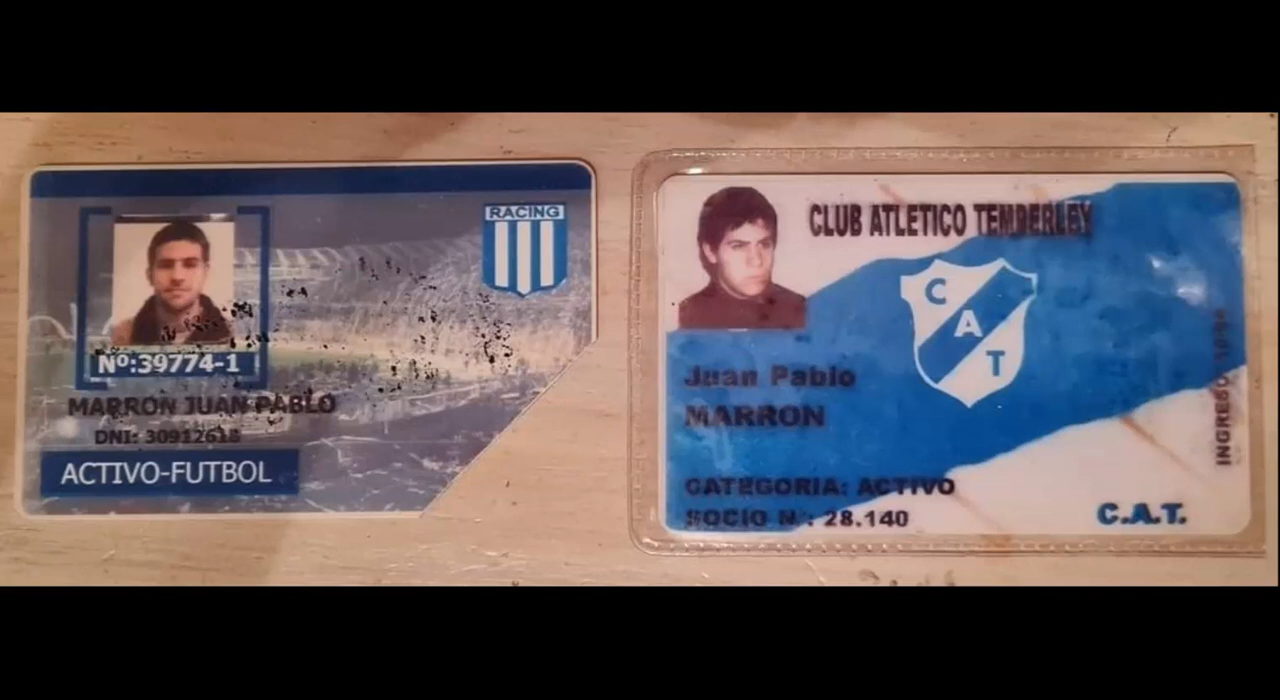 RACING
Nº:39774-1
MARRON JUAN PABLO
DNI: 30912618
ACTIVO-FUTBOL
CLUB ATLETICO TEMPERLEY
C
A
T
Juan Pablo
MARRON
CATEGORIA: ACTIVO
SOCIO Nº: 28.140
C.A.T.
INGRESO